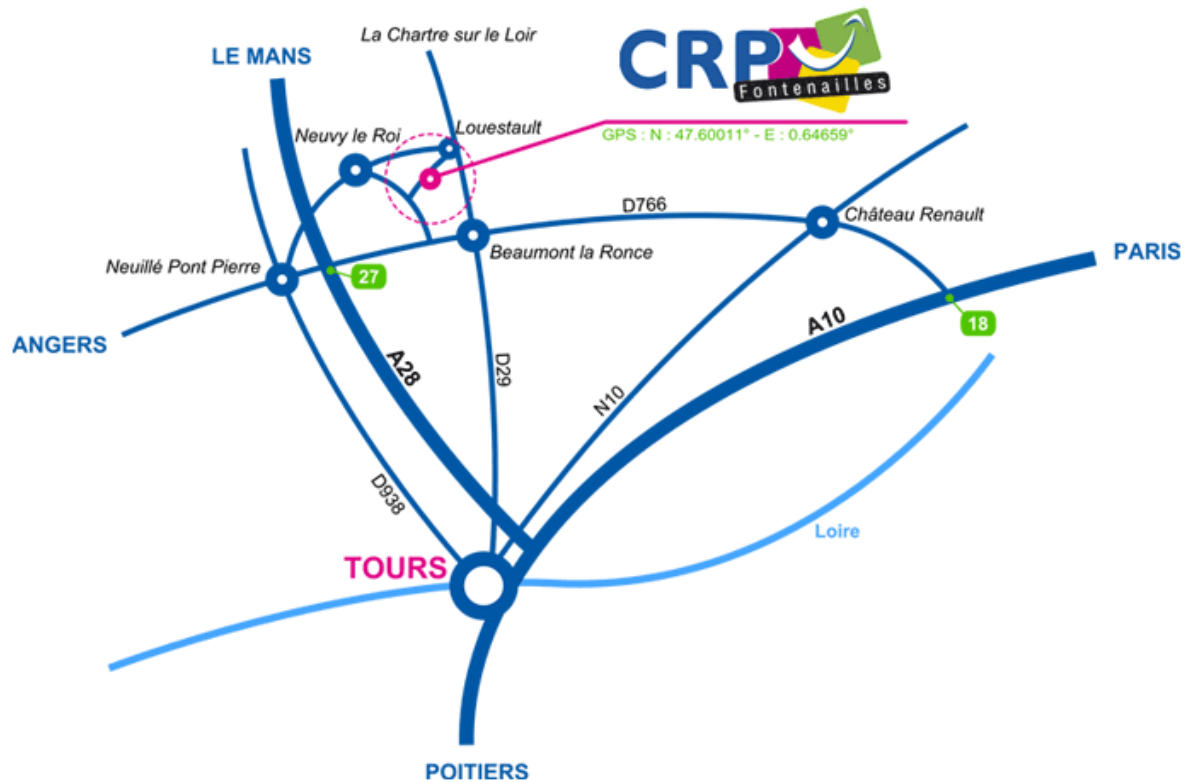 La Chartre sur le Loir
LE MANS
CRP
Fontenailles
Neuvy le Roi
Louestault
GPS : N : 47.60011° - E : 0.64659°
D766
Château Renault
Neuillé Pont Pierre
Beaumont la Ronce
PARIS
27
18
ANGERS
A10
A28
D29
N10
D938
Loire
TOURS
POITIERS